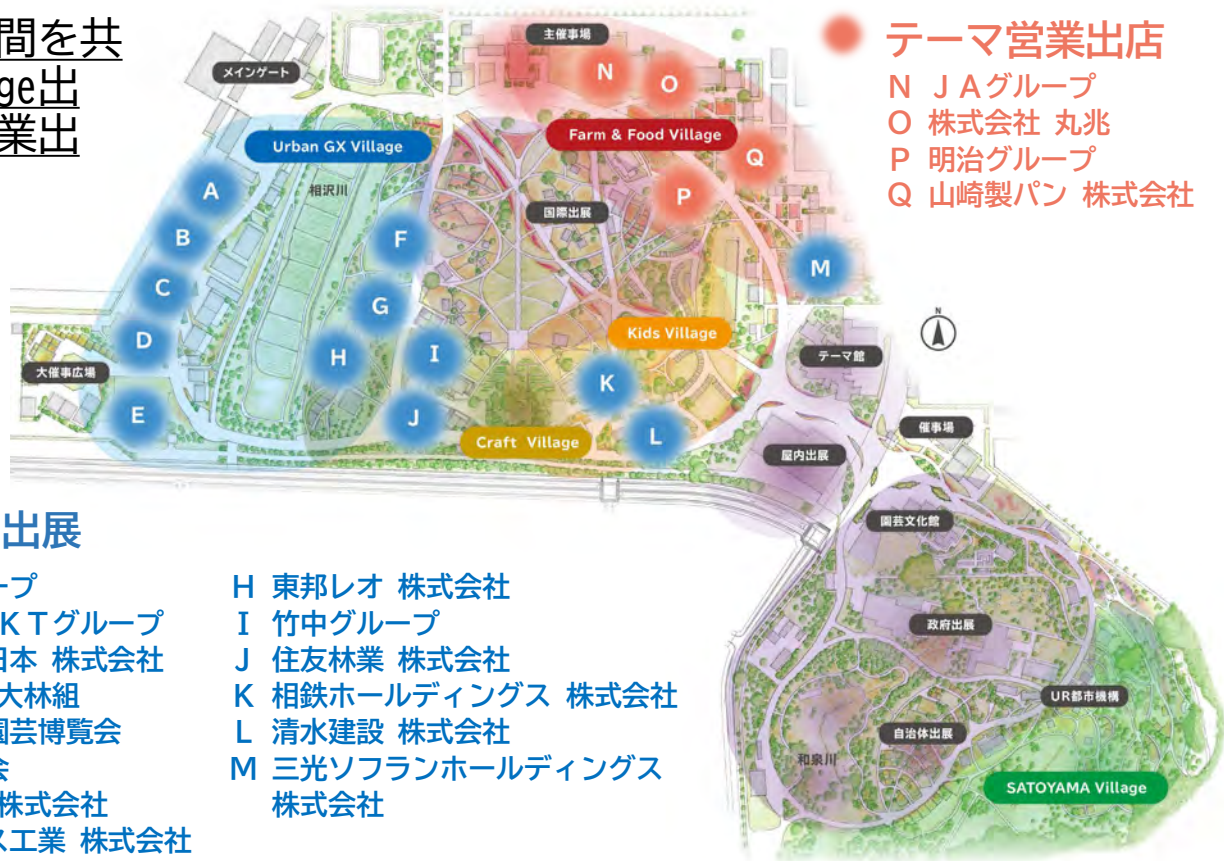 間を共
ge出
業出
テーマ営業出店
N ＪＡグループ
O 株式会社 丸兆
P 明治グループ
Q 山崎製パン 株式会社
主催事場
メインゲート
N
O
Farm & Food Village
Urban GX Village
Q
相沢川
A
P
国際出展
B
F
M
C
G
N
Kids Village
D
I
H
テーマ館
大催事広場
K
E
J
L
催事場
Craft Village
屋内出展
園芸文化館
政府出展
UR都市機構
自治体出展
和泉川
SATOYAMA Village
出展
ープ
ＫＴグループ
日本 株式会社
大林組
園芸博覧会
会
株式会社
ス工業 株式会社
H 東邦レオ 株式会社
I 竹中グループ
J 住友林業 株式会社
K 相鉄ホールディングス 株式会社
L 清水建設 株式会社
M 三光ソフランホールディングス
株式会社